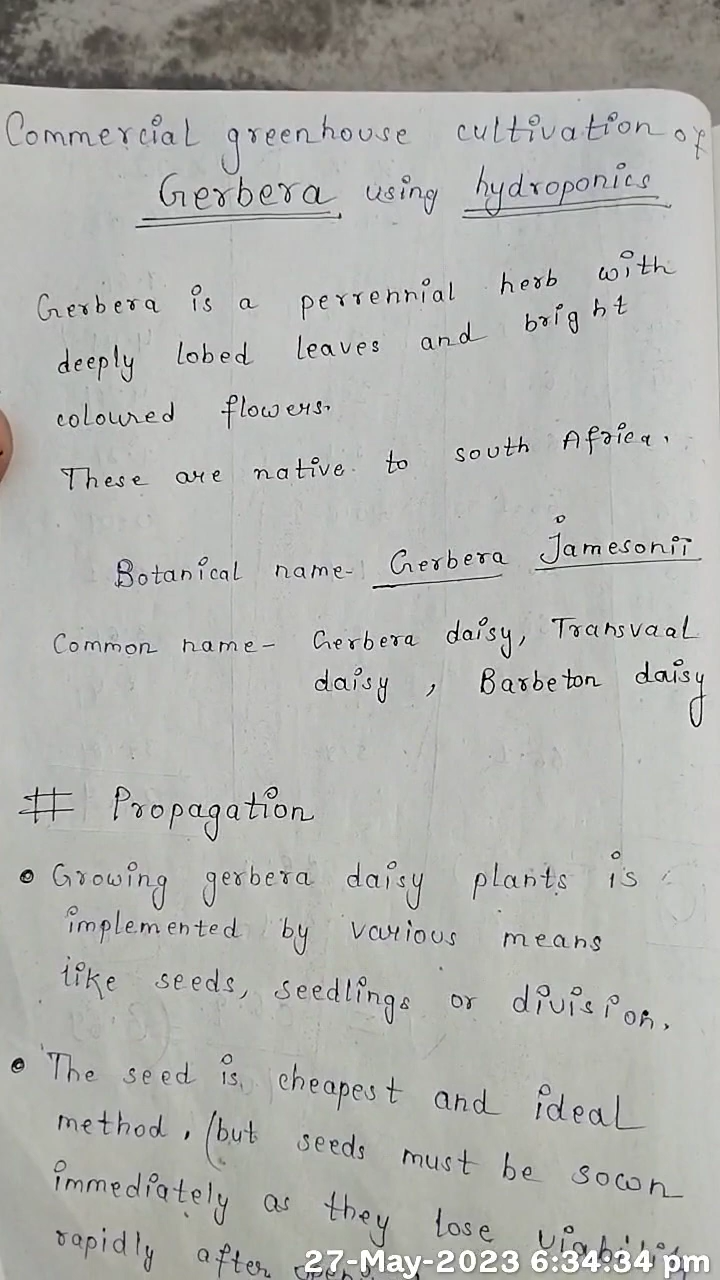 Commercial greenhouse cultivation of
Gerbera using hydroponics
Gerbera is a perrennial herb with
deeply lobed leaves and bright
coloured flowers.
These are native to south Africa.
Botanical name- Gerbera Jamesonii
Common name- Gerbera daisy, Transvaal
daisy, Barbeton daisy
# Propagation
• Growing gerbera daisy plants is
implemented by various means
like seeds, seedlings or division.
• The seed is cheapest and ideal
method, (but seeds must be sown
immediately as they lose viability
rapidly after
27-May-2023 6:34:34 pm